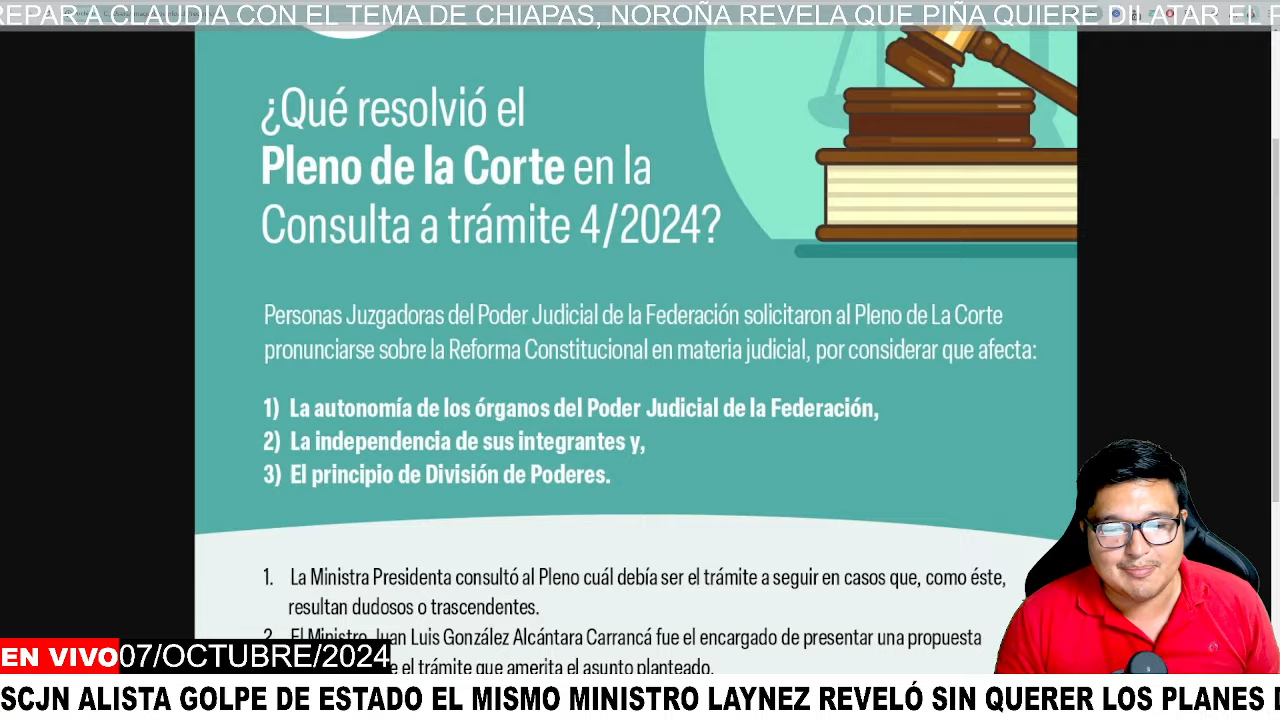 REPARA CLAUDIA CON EL TEMA DE CHIAPAS, NOROÑA REVELA QUE PIÑA QUIERE DILATAR EL
¿Qué resolvió el
Pleno de la Corte en la
Consulta a trámite 4/2024?
Personas Juzgadoras del Poder Judicial de la Federación solicitaron al Pleno de La Corte
pronunciarse sobre la Reforma Constitucional en materia judicial, por considerar que afecta:
1) La autonomía de los órganos del Poder Judicial de la Federación,
2) La independencia de sus integrantes y,
3) El principio de División de Poderes.
1. La Ministra Presidenta consultó al Pleno cuál debía ser el trámite a seguir en casos que, como éste,
resultan dudosos o trascendentes.
2. El Ministro Juan Luis González Alcántara Carrancá fue el encargado de presentar una propuesta
el trámite que amerita el asunto planteado.
EN VIVO 07/OCTUBRE/2024
SCJN ALISTA GOLPE DE ESTADO EL MISMO MINISTRO LAYNEZ REVELÓ SIN QUERER LOS PLANES